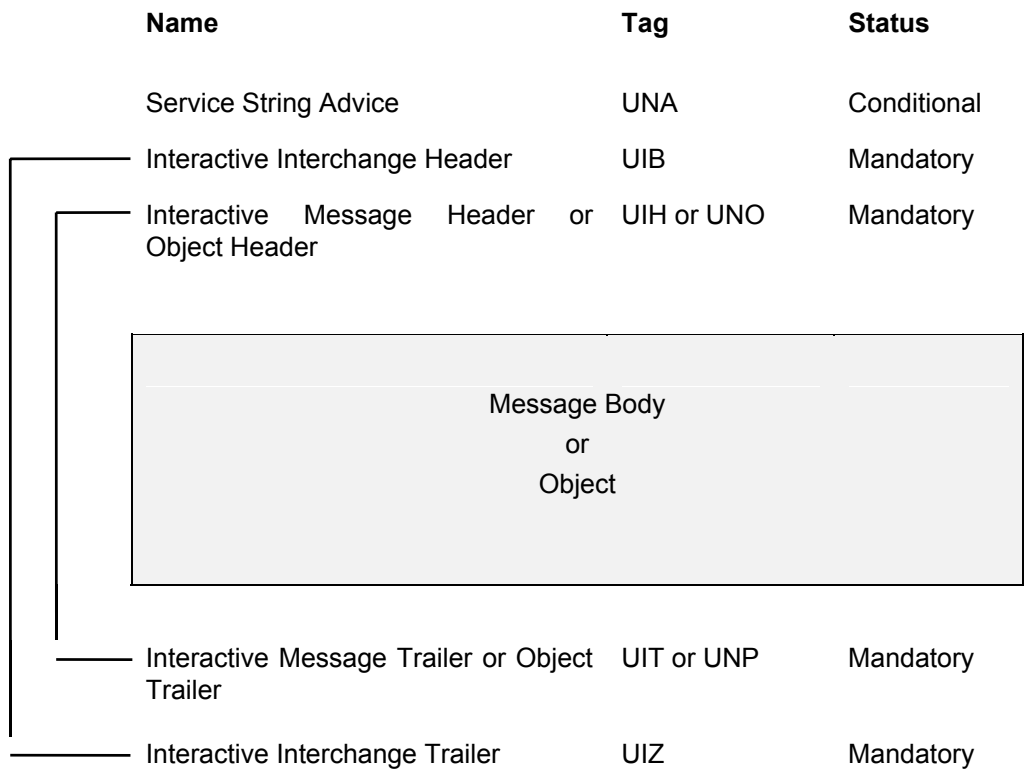 Name Tag Status
Service String Advice UNA Conditional
Interactive Interchange Header UIB Mandatory
Interactive Message Header or UIH or UNO Mandatory
Object Header
Message Body
or
Object
Interactive Message Trailer or Object UIT or UNP Mandatory
Trailer
Interactive Interchange Trailer UIZ Mandatory